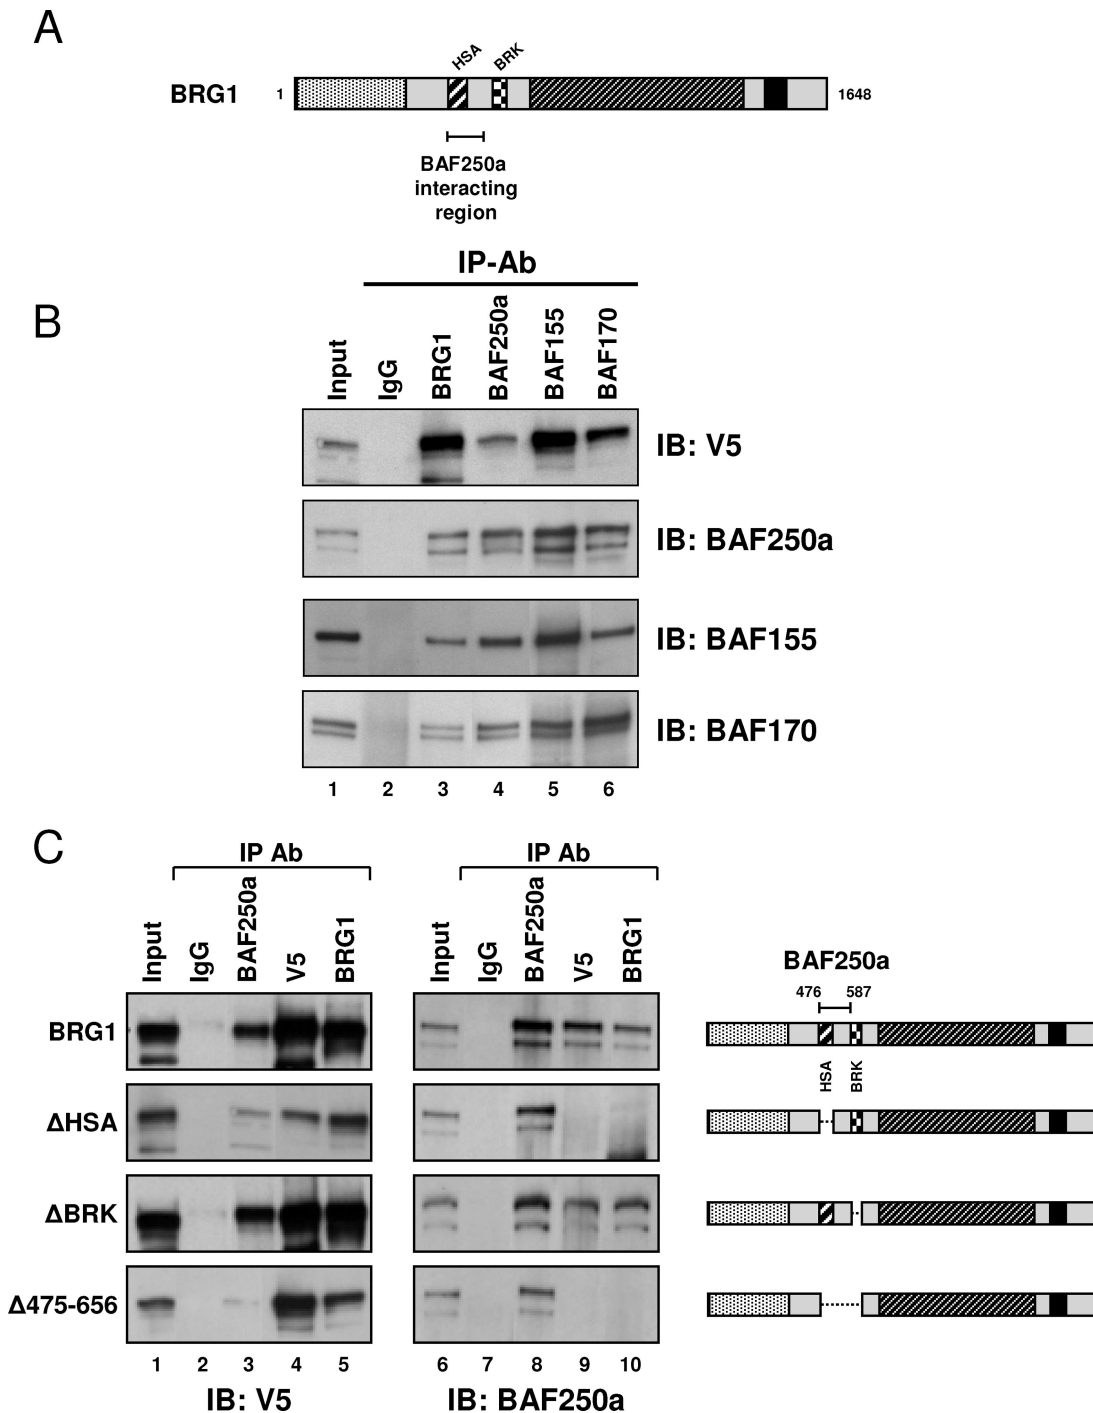 A
HSA BRK
BRG1 1 1648
BAF250a
interacting
region
IP-Ab
B
Input IgG BRG1 BAF250a BAF155 BAF170
IB: V5
IB: BAF250a
IB: BAF155
IB: BAF170
1 2 3 4 5 6
C
IP Ab IP Ab
Input IgG BAF250a V5 BRG1 Input IgG BAF250a V5 BRG1
BAF250a
476 587
BRG1
HSA BRK
ΔHSA
ΔBRK
Δ475-656
1 2 3 4 5 6 7 8 9 10
IB: V5 IB: BAF250a